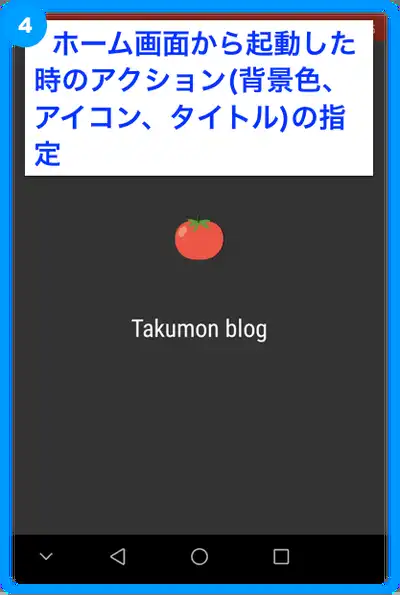 4
ホーム画面から起動した
時のアクション(背景色、
アイコン、タイトル)の指
定
Takumon blog